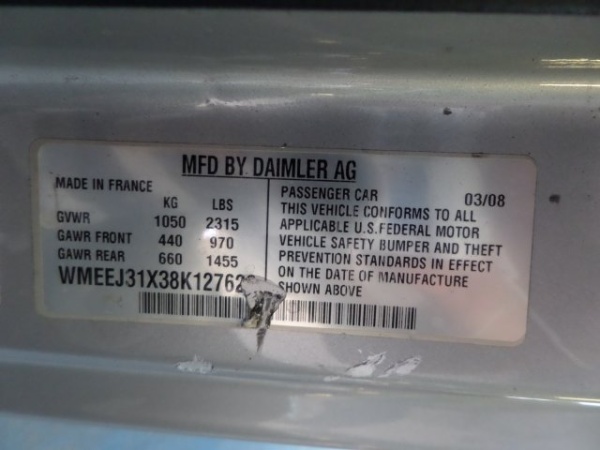 MFD BY DAIMLER AG
MADE IN FRANCE
KG LBS
GVWR 1050 2315
GAWR FRONT 440 970
GAWR REAR 660 1455
WMEEJ31X38K12762
PASSENGER CAR 03/08
THIS VEHICLE CONFORMS TO ALL
APPLICABLE U.S.FEDERAL MOTOR
VEHICLE SAFETY BUMPER AND THEFT
PREVENTION STANDARDS IN EFFECT
ON THE DATE OF MANUFACTURE
SHOWN ABOVE